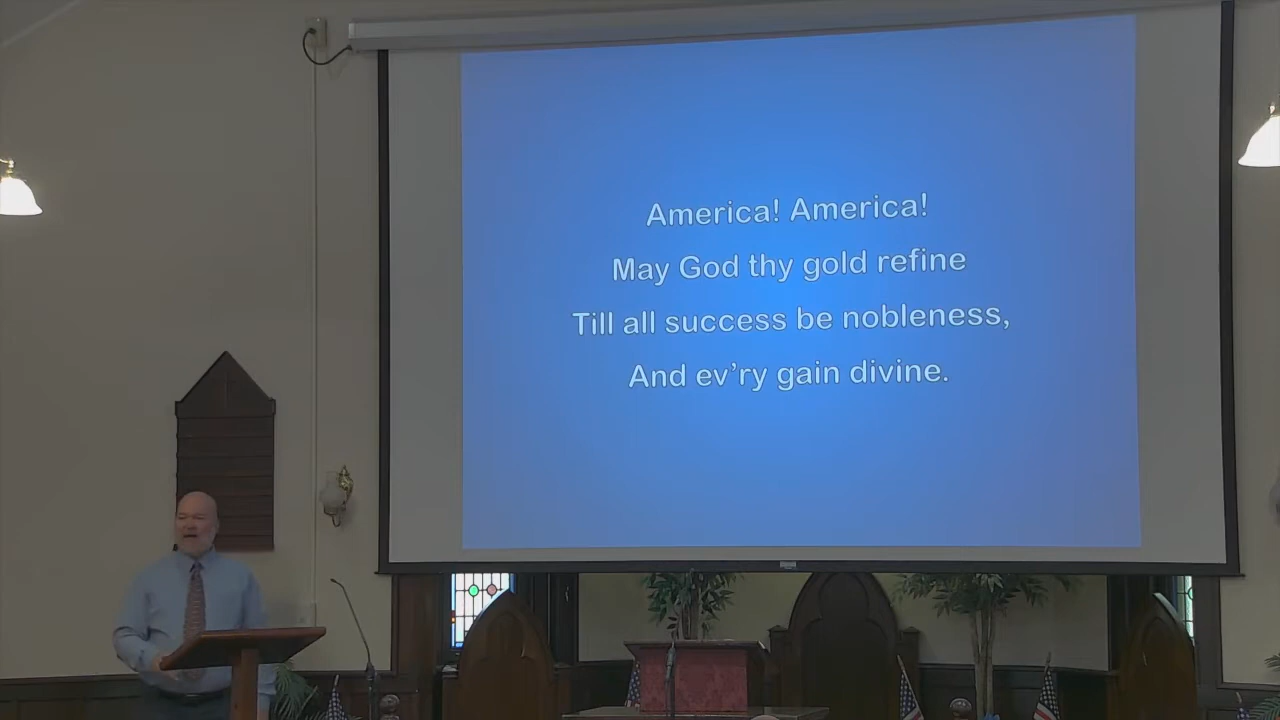 America! America!
May God thy gold refine
Till all success be nobleness,
And ev’ry gain divine.